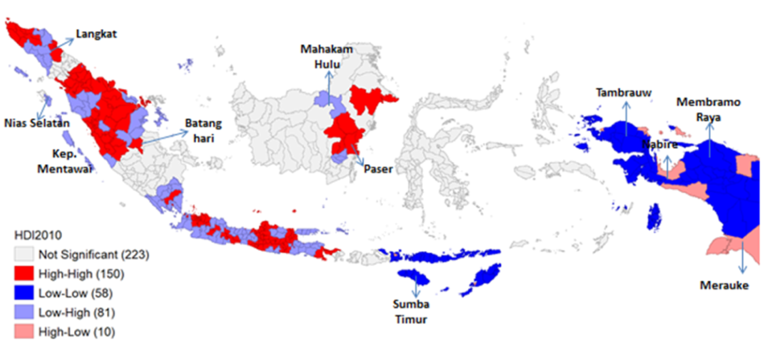 Langkat
Mahakam
Hulu
Tambrauw
Membramo
Raya
Nias Selatan
Batang
hari
Nabire
Kep.
Mentawai
Paser
HDI2010
Not Significant (223)
High-High (150)
Low-Low (58)
Low-High (81)
High-Low (10)
Merauke
Sumba
Timur